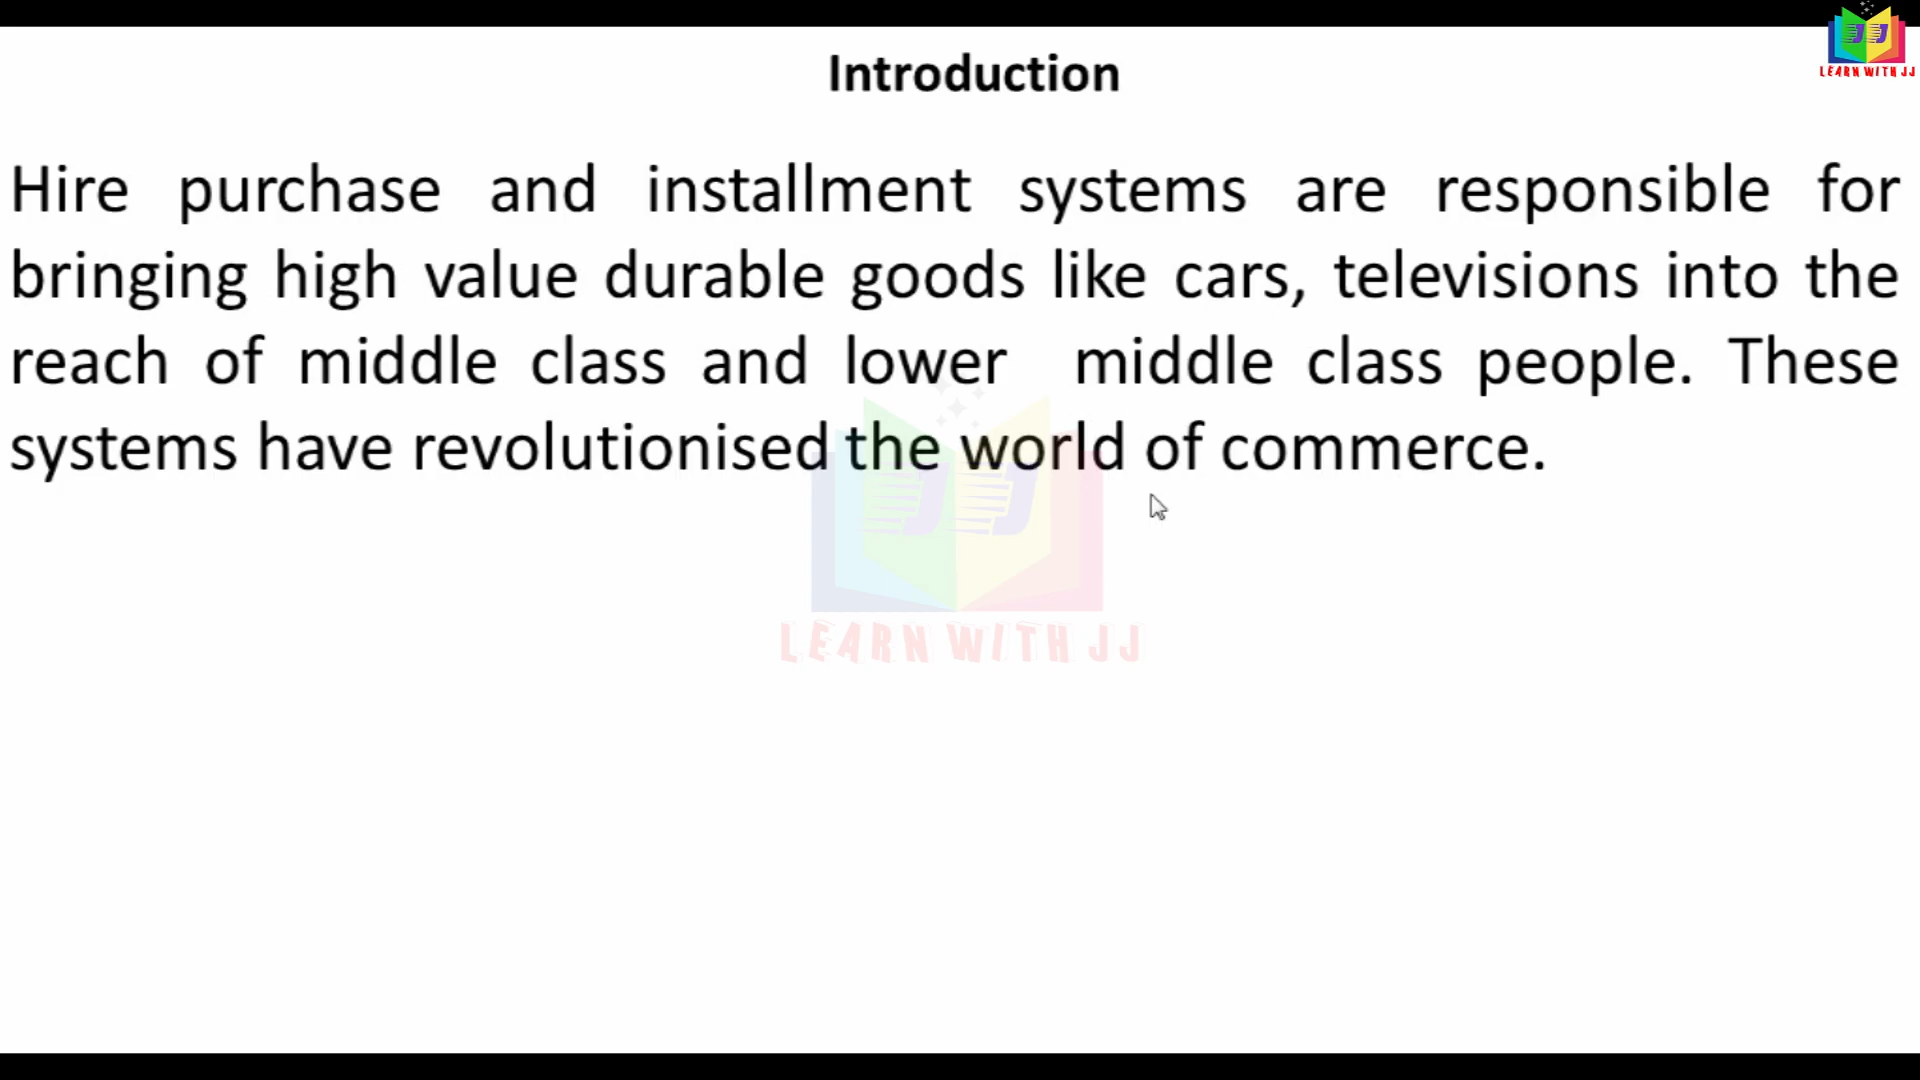 Introduction
Hire purchase and installment systems are responsible for
bringing high value durable goods like cars, televisions into the
reach of middle class and lower middle class people. These
systems have revolutionised the world of commerce.
JJ
LEARN WITH JJ
JJ
LEARN WITH JJ